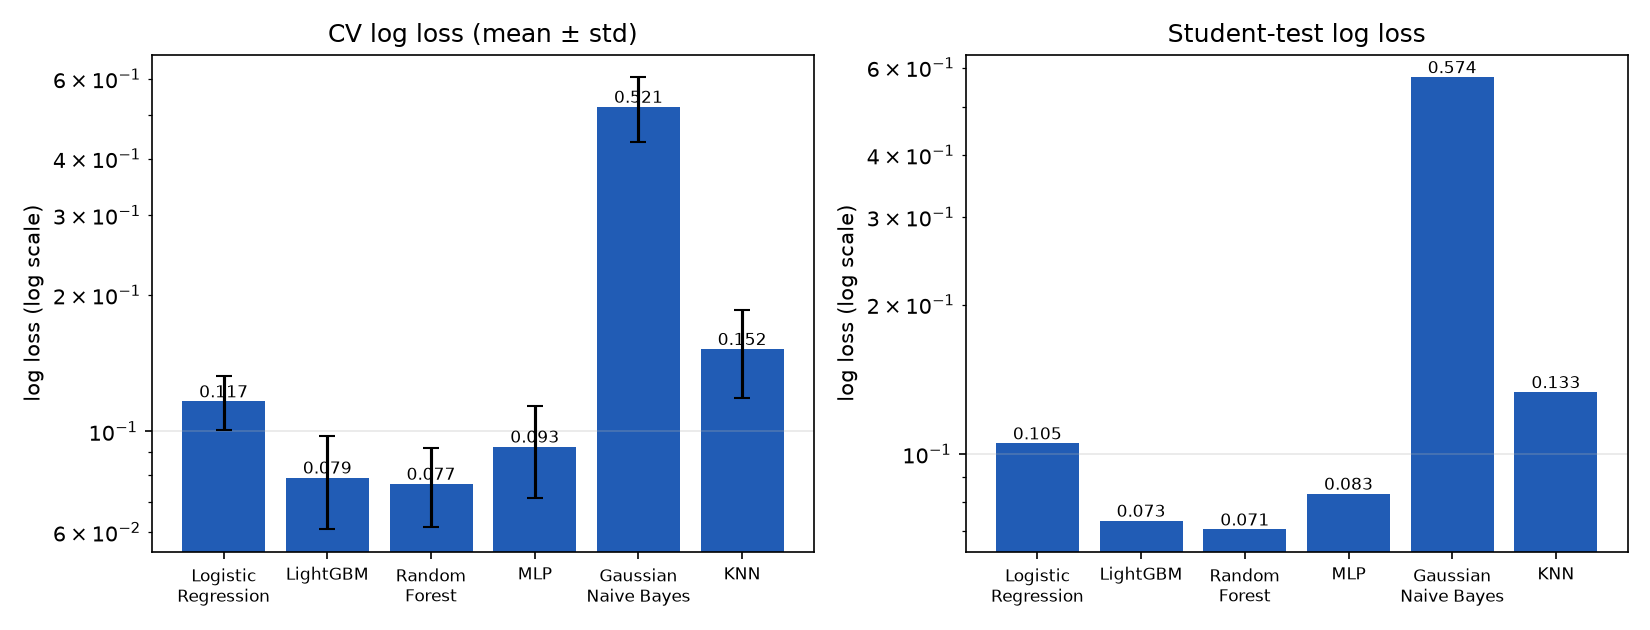 CV log loss (mean ± std)
log loss (log scale)
6 × 10⁻¹
4 × 10⁻¹
3 × 10⁻¹
2 × 10⁻¹
10⁻¹
6 × 10⁻²
0.117
0.079
0.077
0.093
0.521
0.152
Logistic
Regression
LightGBM
Random
Forest
MLP
Gaussian
Naive Bayes
KNN
Student-test log loss
log loss (log scale)
6 × 10⁻¹
4 × 10⁻¹
3 × 10⁻¹
2 × 10⁻¹
10⁻¹
0.105
0.073
0.071
0.083
0.574
0.133
Logistic
Regression
LightGBM
Random
Forest
MLP
Gaussian
Naive Bayes
KNN